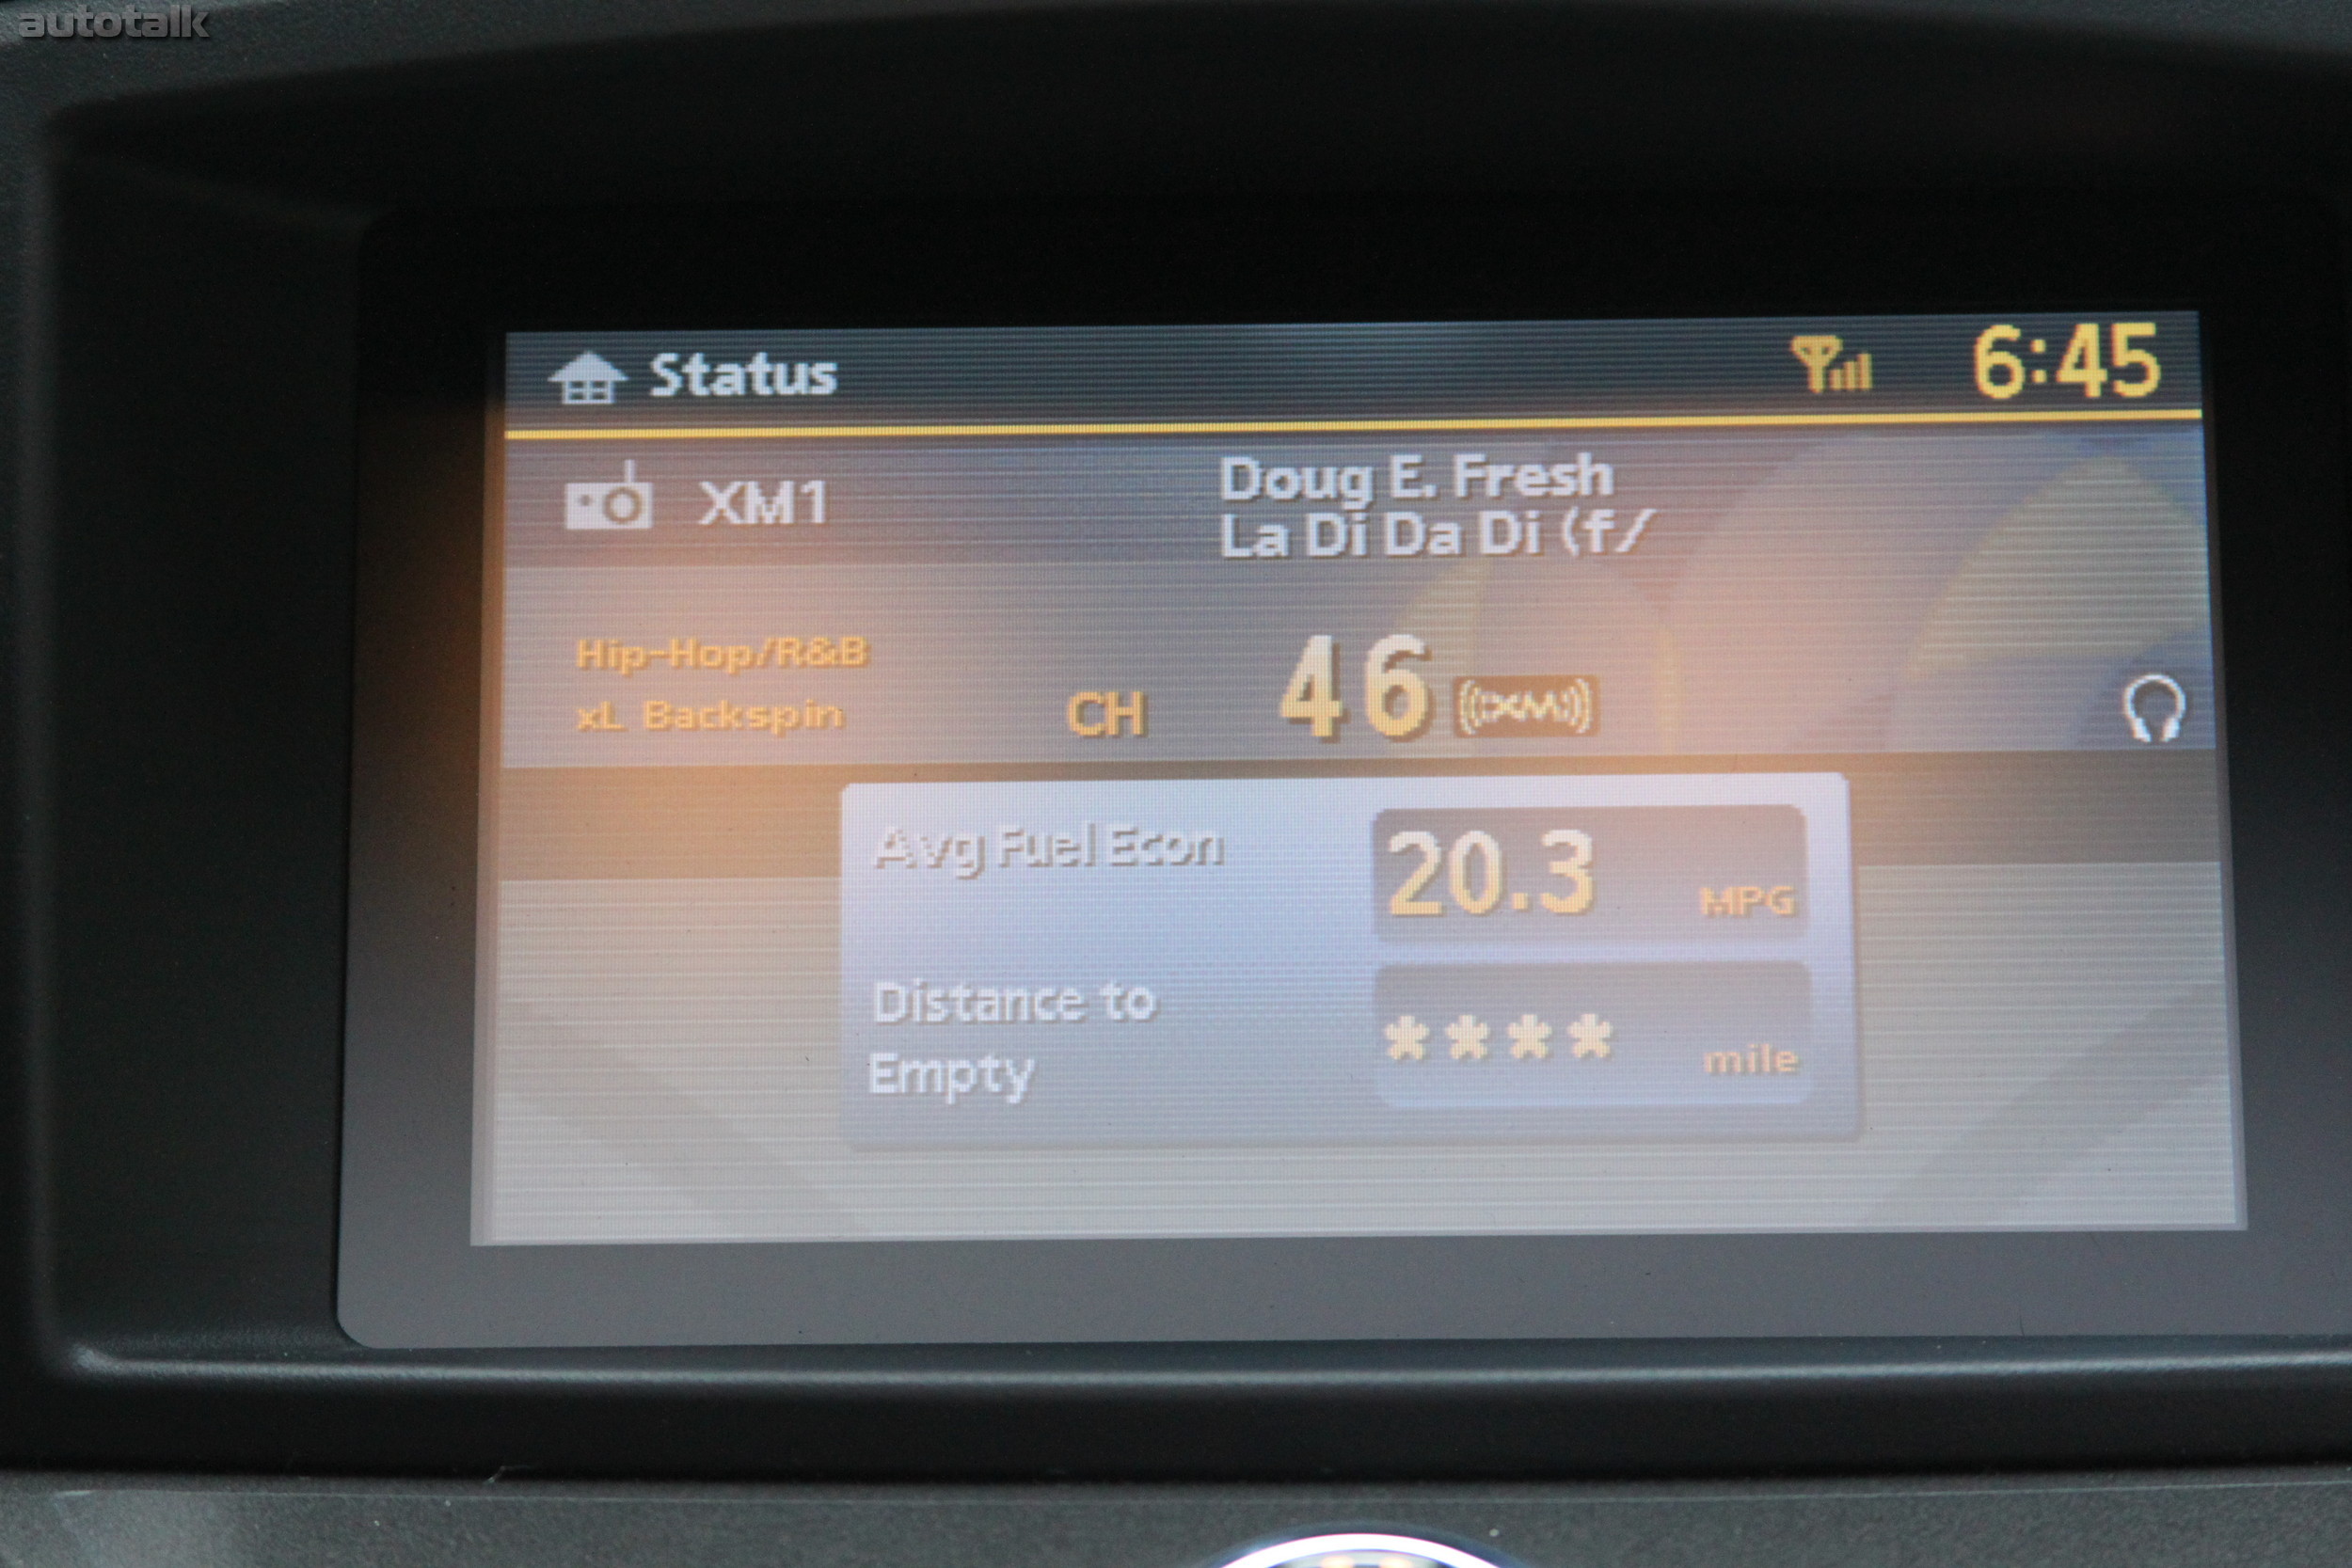 autotalk
Status
6:45
XM1
Doug E. Fresh
La Di Da Di (f/
Hip-Hop/R&B
xL Backspin
CH
46
XM
Avg Fuel Econ
20.3 MPG
Distance to
Empty
**** mile